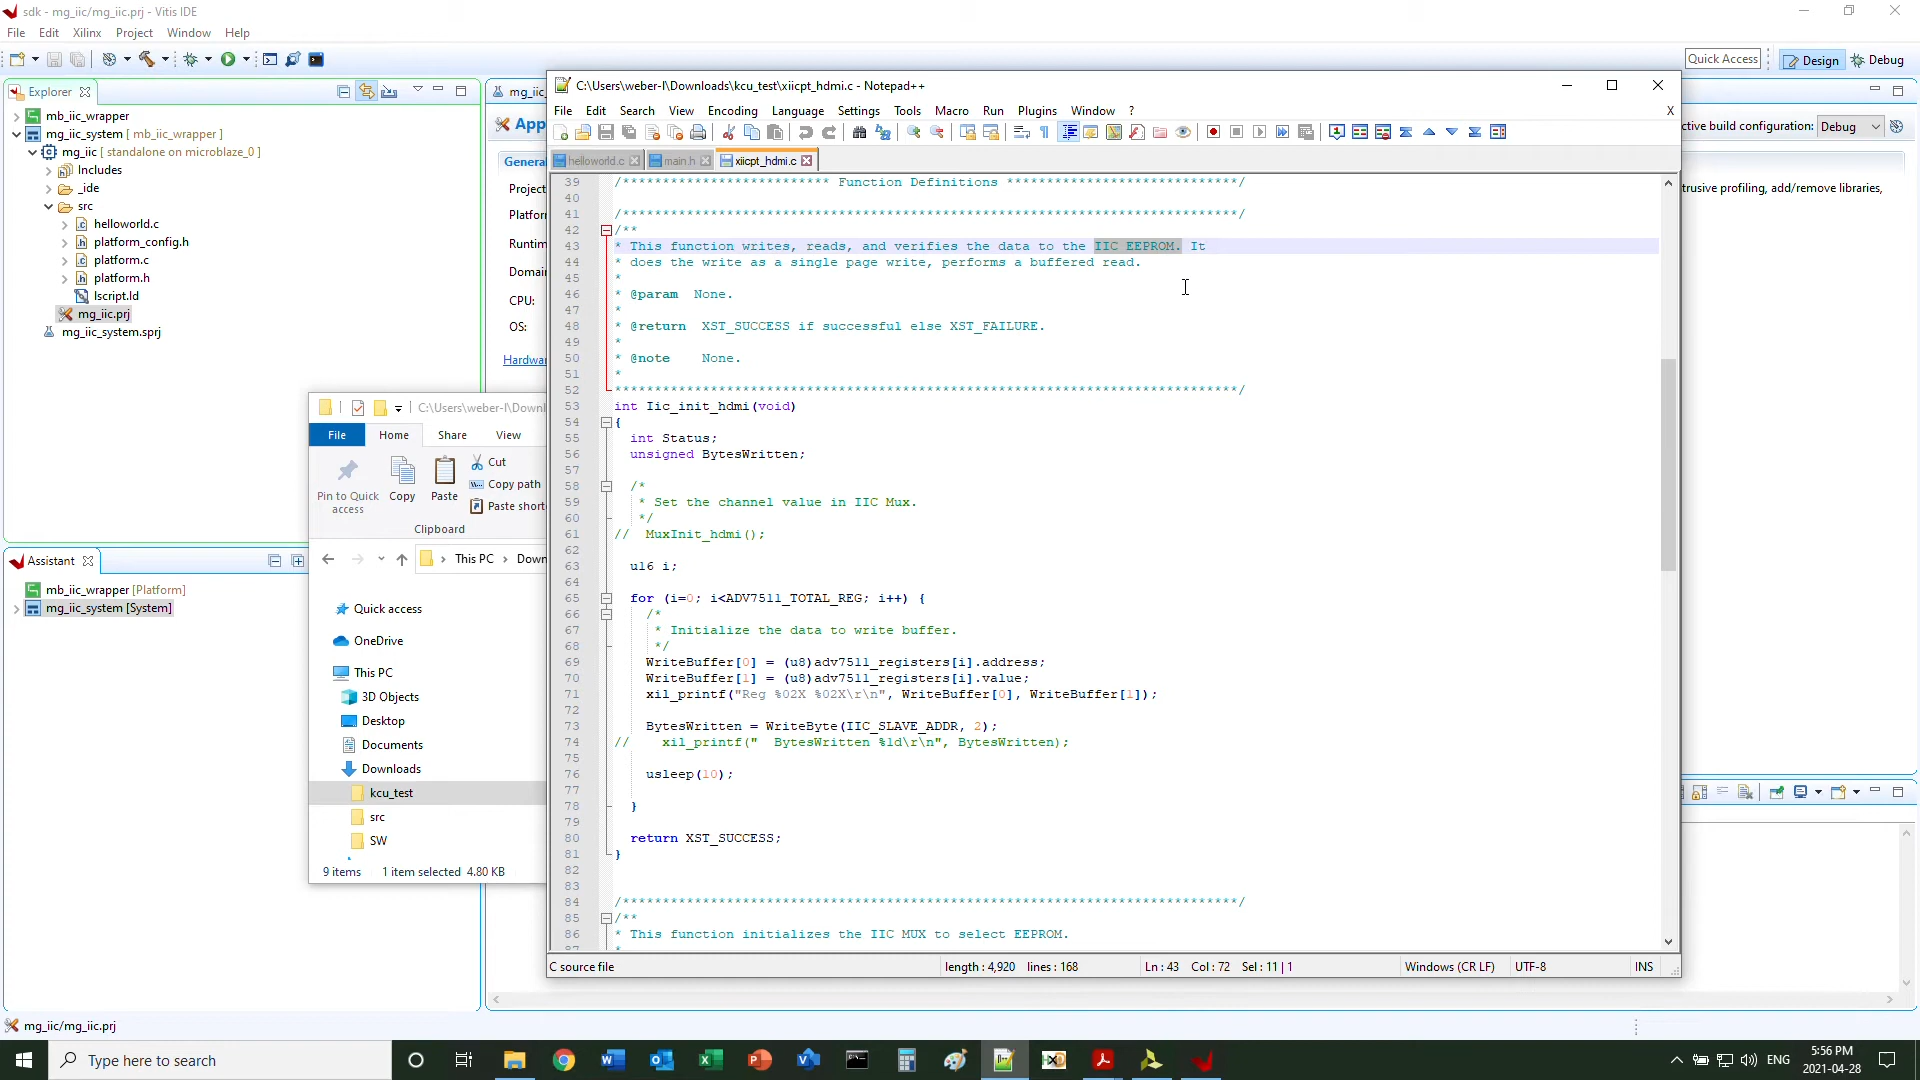 sdk - mg_iic/mg_iic.prj - Vitis IDE
File Edit Xilinx Project Window Help
Quick Access
Design
Debug
Explorer
mb_iic_wrapper
mg_iic_system [ mb_iic_wrapper ]
mg_iic [ standalone on microblaze_0 ]
Includes
_ide
src
helloworld.c
platform_config.h
platform.c
platform.h
lscript.ld
mg_iic.prj
mg_iic_system.sprj
Assistant
mb_iic_wrapper [Platform]
mg_iic_system [System]
mg_iic
App
Genera
Project
Platfor
Runtim
Domai
CPU:
OS:
Hardwar
ctive build configuration: Debug
trusive profiling, add/remove libraries,
C:\Users\weber-l\Downl
File Home Share View
Pin to Quick access
Copy
Paste
Cut
Copy path
Paste short
Clipboard
This PC > Down
Quick access
OneDrive
This PC
3D Objects
Desktop
Documents
Downloads
kcu_test
src
SW
9 items 1 item selected 4.80 KB
C:\Users\weber-l\Downloads\kcu_test\xiicpt_hdmi.c - Notepad++
File Edit Search View Encoding Language Settings Tools Macro Run Plugins Window ? X
helloworld.c main.h xiicpt_hdmi.c
39 /************************** Function Definitions *****************************/
40
41 /*****************************************************************************/
42 /**
43 * This function writes, reads, and verifies the data to the IIC EEPROM. It
44 * does the write as a single page write, performs a buffered read.
45 *
46 * @param None.
47 *
48 * @return XST_SUCCESS if successful else XST_FAILURE.
49 *
50 * @note None.
51 *
52 ******************************************************************************/
53 int Iic_init_hdmi(void)
54 {
55 int Status;
56 unsigned BytesWritten;
57
58 /*
59 * Set the channel value in IIC Mux.
60 */
61 // MuxInit_hdmi();
62
63 u16 i;
64
65 for (i=0; i<ADV7511_TOTAL_REG; i++) {
66 /*
67 * Initialize the data to write buffer.
68 */
69 WriteBuffer[0] = (u8)adv7511_registers[i].address;
70 WriteBuffer[1] = (u8)adv7511_registers[i].value;
71 xil_printf("Reg %02X %02X\r\n", WriteBuffer[0], WriteBuffer[1]);
72
73 BytesWritten = WriteByte(IIC_SLAVE_ADDR, 2);
74 // xil_printf(" BytesWritten %1d\r\n", BytesWritten);
75
76 usleep(10);
77
78 }
79
80 return XST_SUCCESS;
81 }
82
83
84 /*****************************************************************************/
85 /**
86 * This function initializes the IIC MUX to select EEPROM.
87 *
C source file length : 4,920 lines : 168 Ln : 43 Col : 72 Sel : 11 | 1 Windows (CR LF) UTF-8 INS
mg_iic/mg_iic.prj
Type here to search
ENG
5:56 PM
2021-04-28